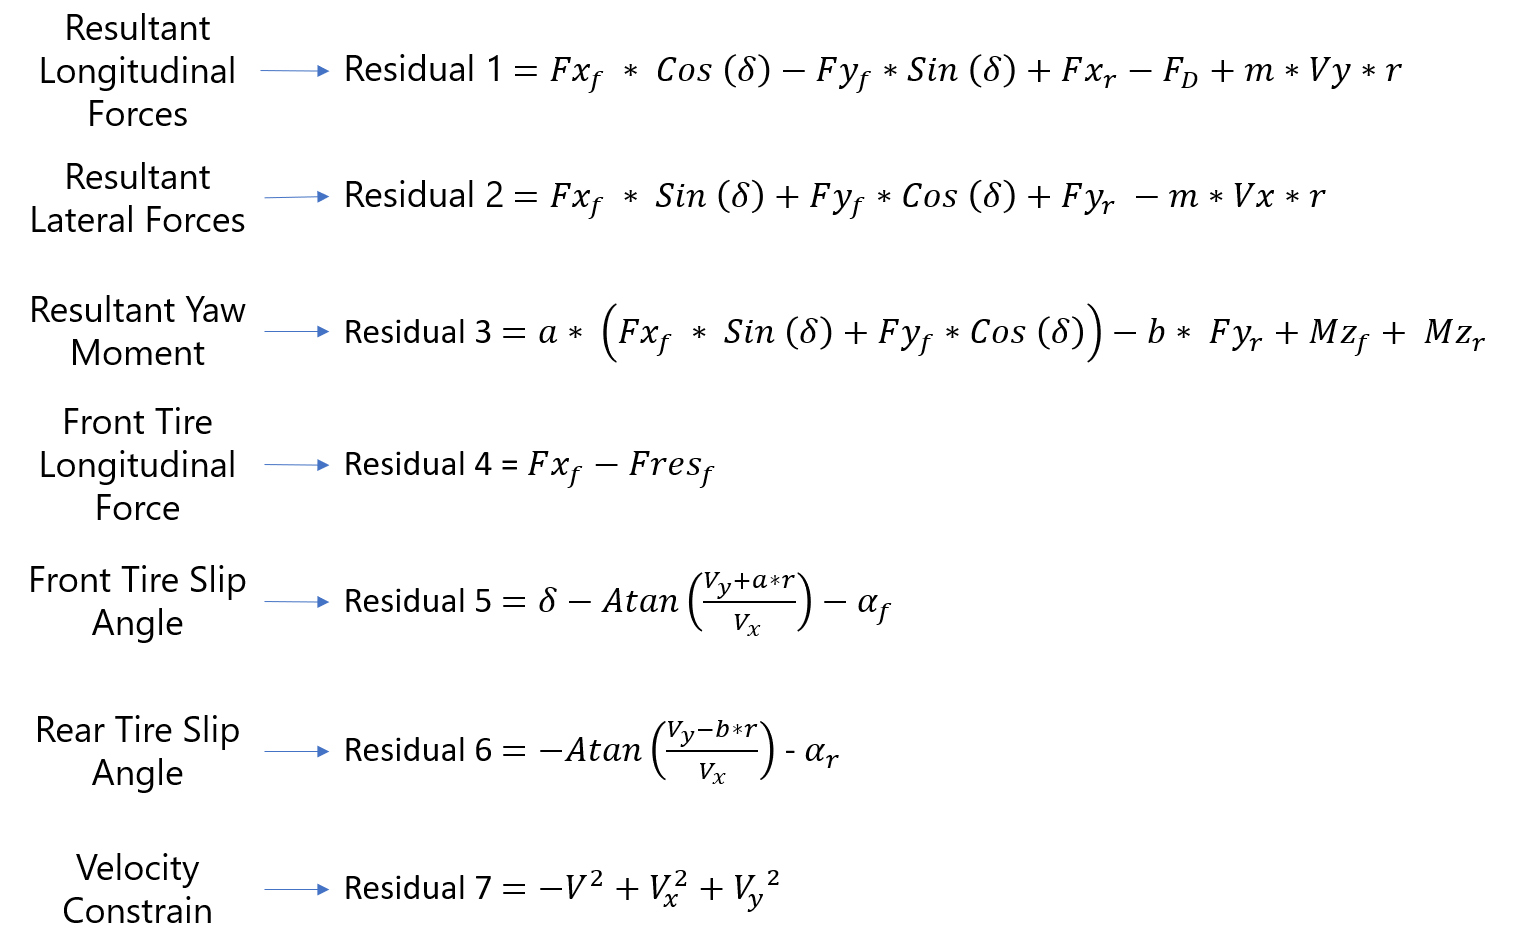 Resultant
Longitudinal
Forces
Residual 1 = Fx_f * Cos (δ) − Fy_f * Sin (δ) + Fx_r − F_D + m * Vy * r
Resultant
Lateral Forces
Residual 2 = Fx_f * Sin (δ) + Fy_f * Cos (δ) + Fy_r − m * Vx * r
Resultant Yaw
Moment
Residual 3 = a * (Fx_f * Sin (δ) + Fy_f * Cos (δ)) − b * Fy_r + Mz_f + Mz_r
Front Tire
Longitudinal
Force
Residual 4 = Fx_f − Fres_f
Front Tire Slip
Angle
Residual 5 = δ − Atan (V_y+a*r / V_x) − α_f
Rear Tire Slip
Angle
Residual 6 = −Atan (V_y−b*r / V_x) - α_r
Velocity
Constrain
Residual 7 = −V² + V_x² + V_y²